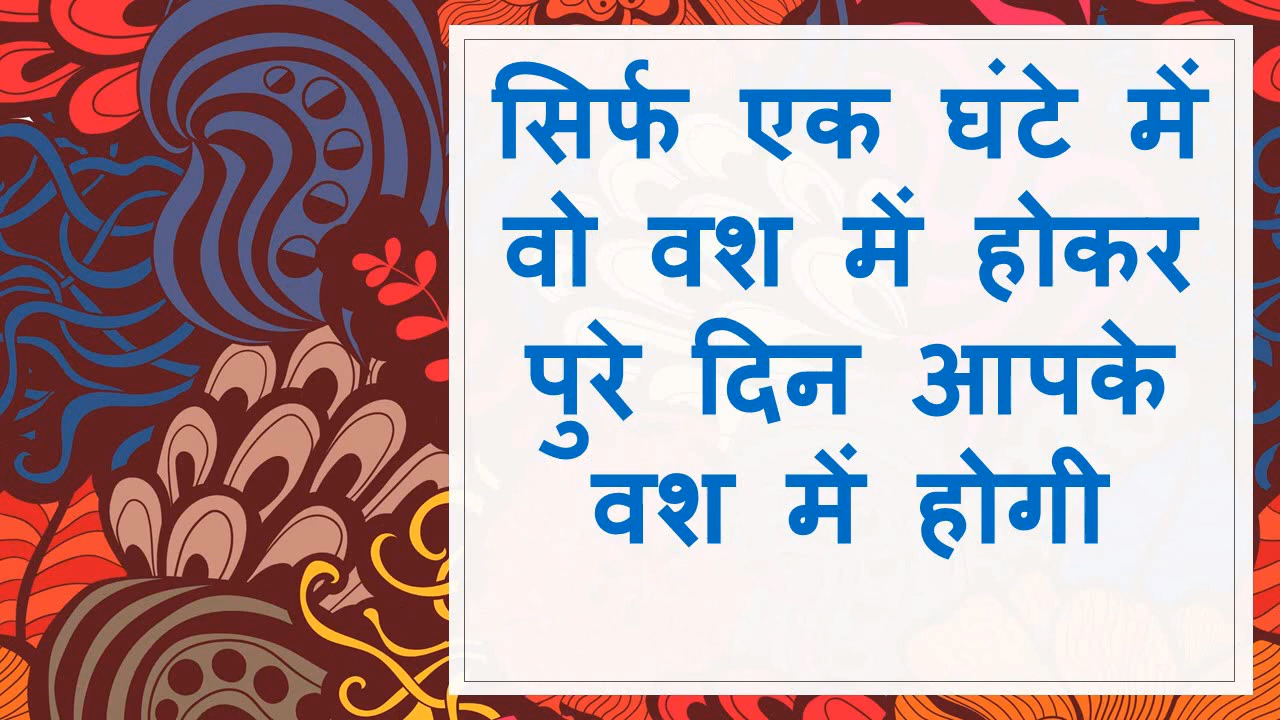 सिर्फ एक घंटे में
वो वश में होकर
पुरे दिन आपके
वश में होगी